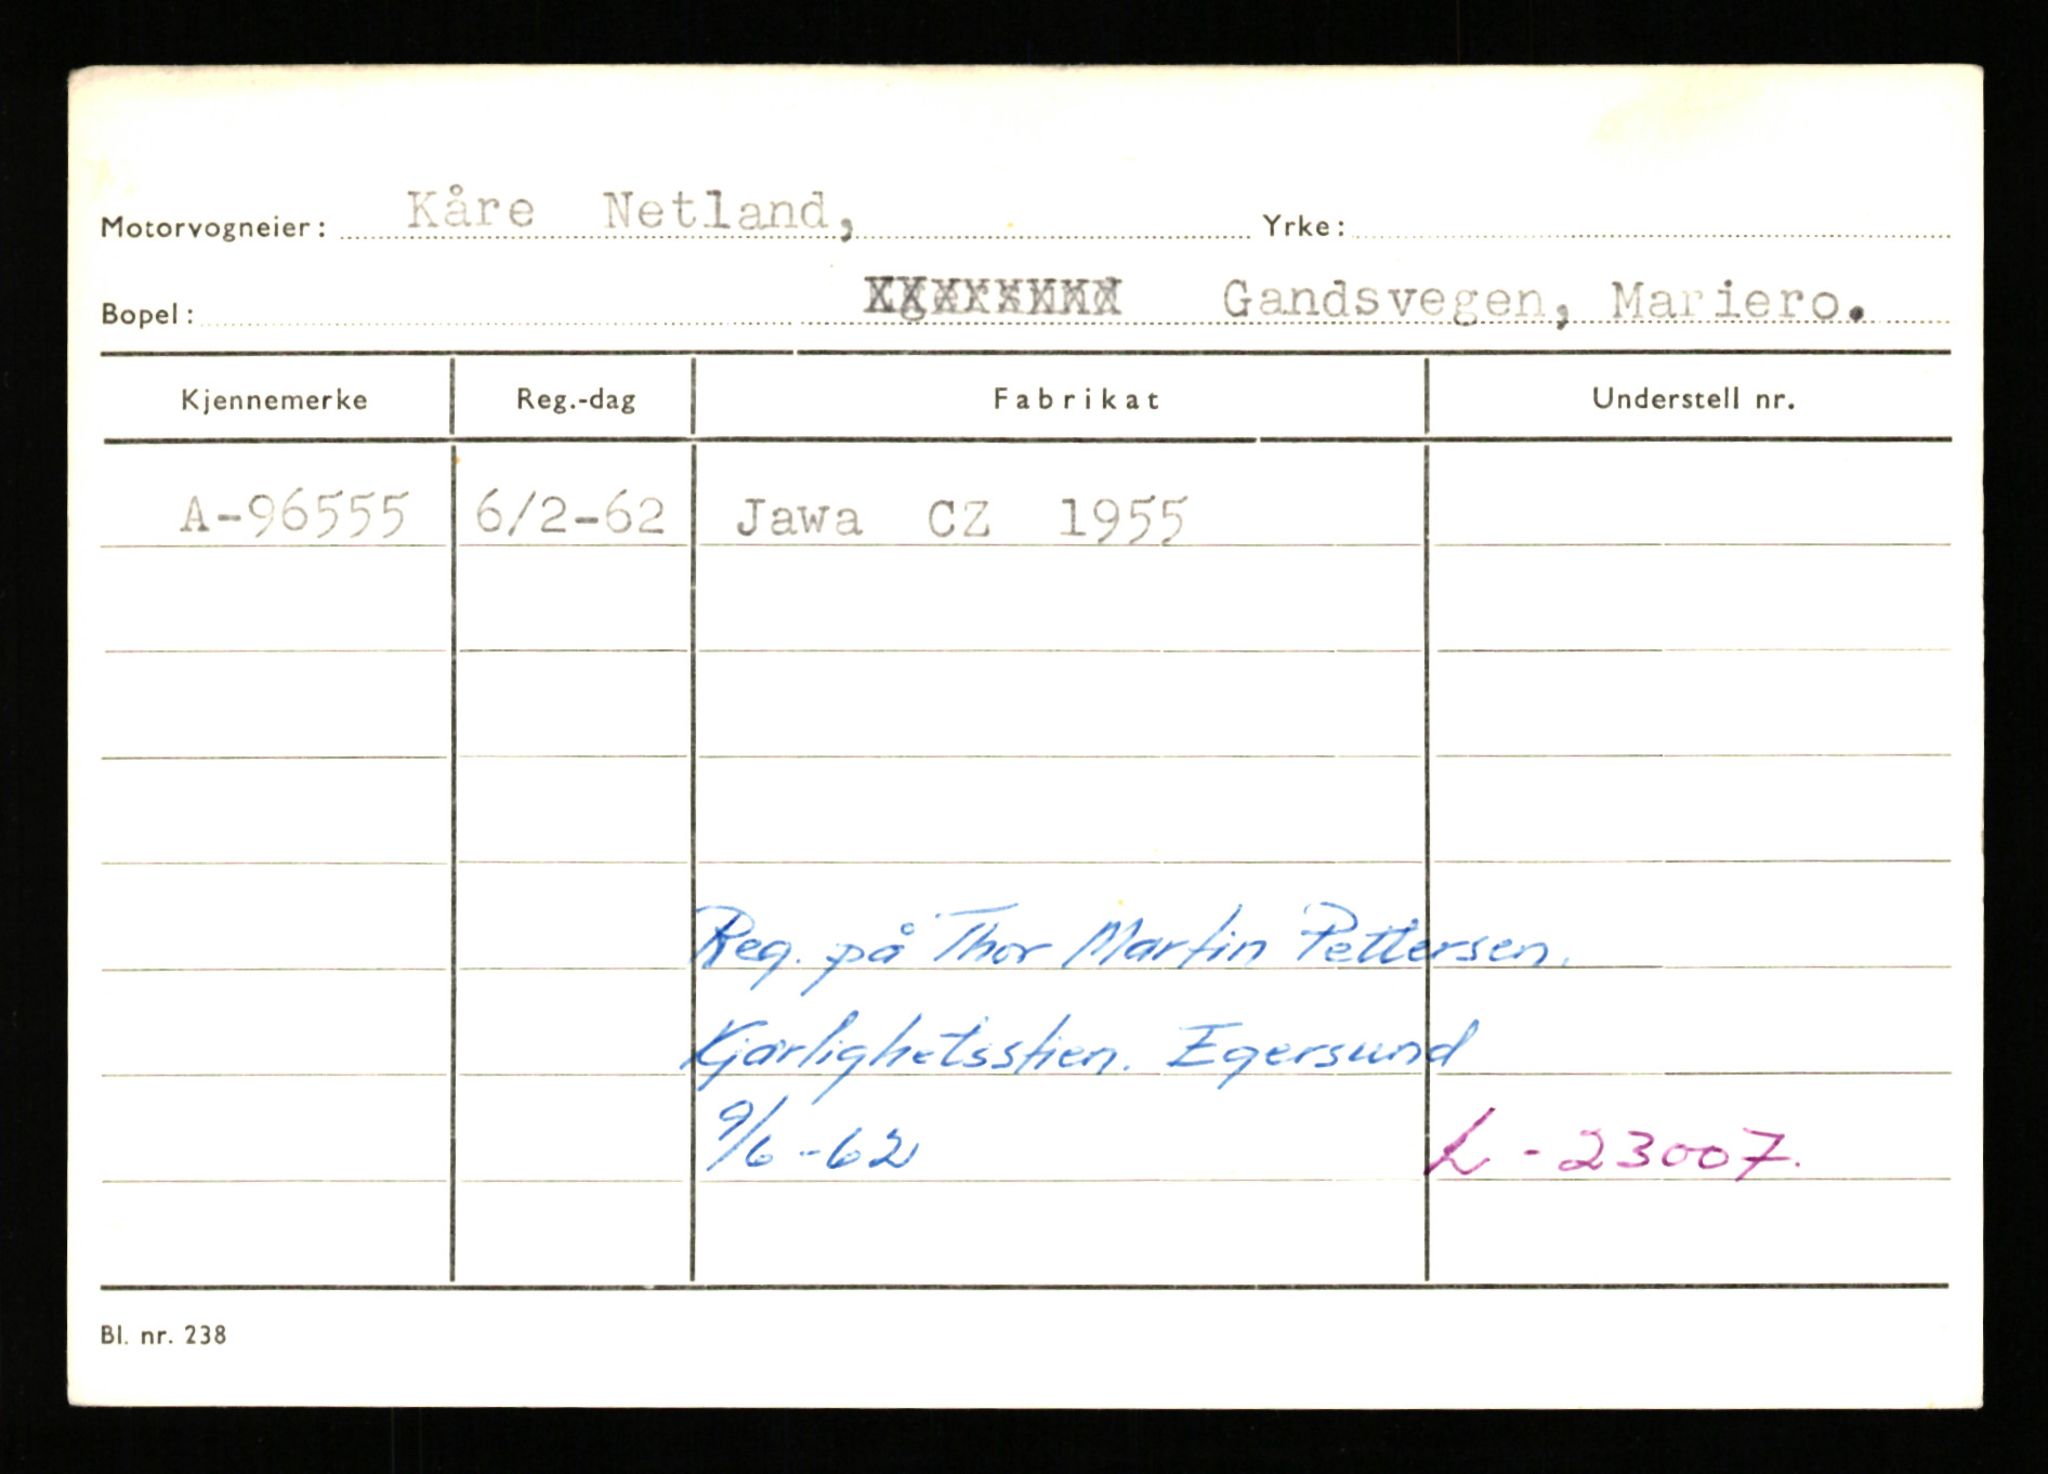 Motorvogneier: Kåre Netland, Yrke:
Bopel: Gandsvegen, Mariero.
Kjennemerke Reg.-dag Fabrikat Understell nr.
A-96555 6/2-62 Jawa CZ 1955
Reg. på Thor Martin Pettersen.
Kjærlighetsstien. Egersund
9/6-62 L-23007.
Bl. nr. 238